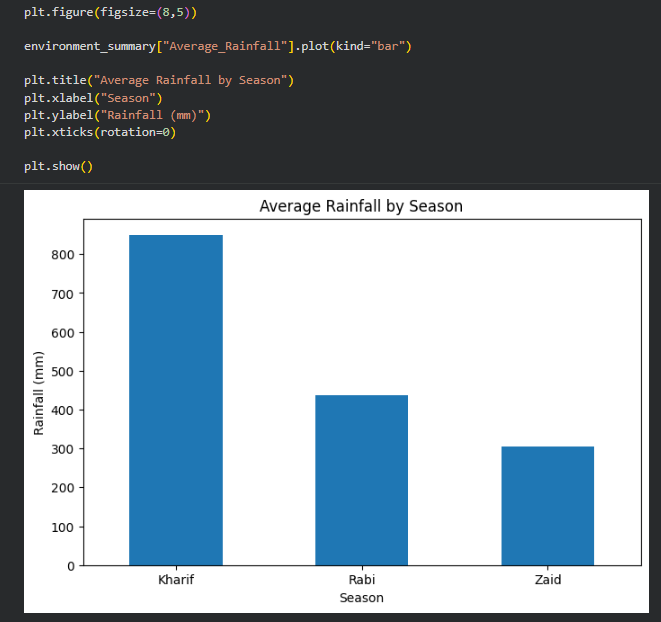 plt.figure(figsize=(8,5))
environment_summary["Average_Rainfall"].plot(kind="bar")
plt.title("Average Rainfall by Season")
plt.xlabel("Season")
plt.ylabel("Rainfall (mm)")
plt.xticks(rotation=0)
plt.show()
Average Rainfall by Season
800
700
600
500
400
300
200
100
0
Rainfall (mm)
Kharif Rabi Zaid
Season